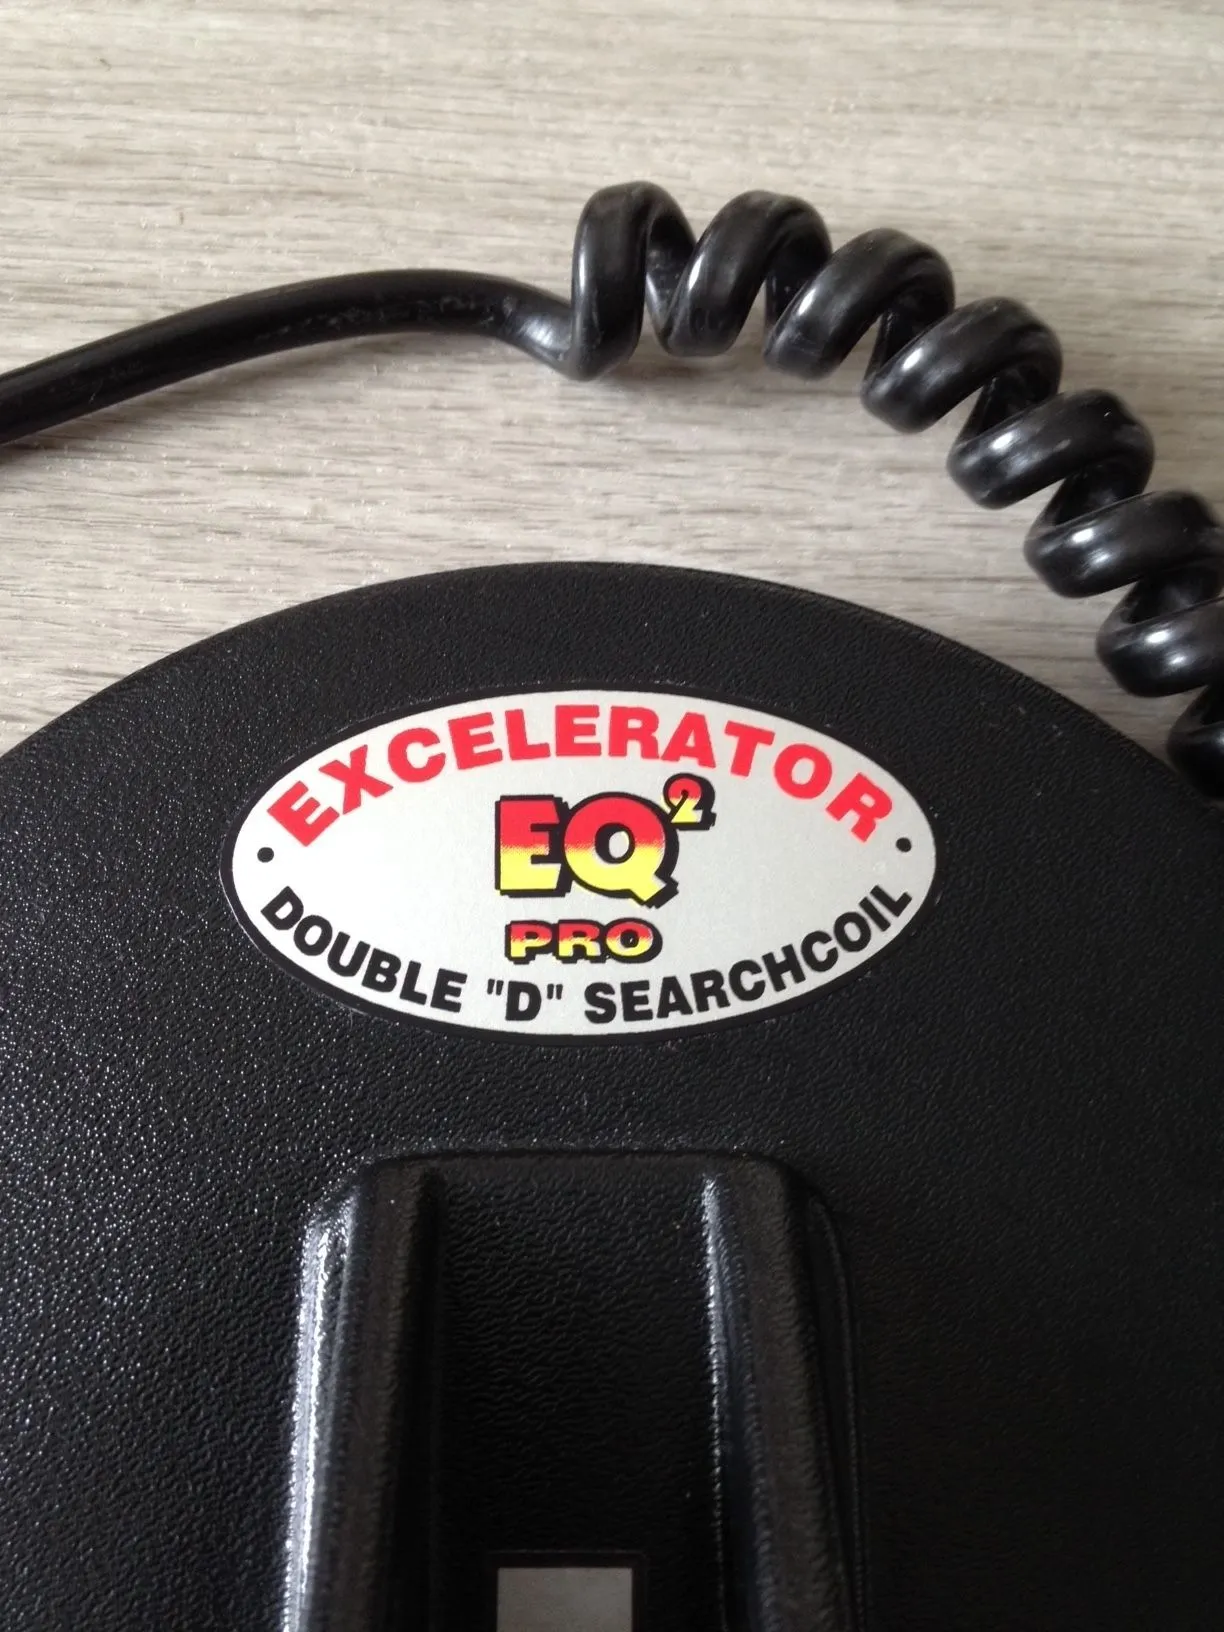 EXCELERATOR
EQ²
PRO
• DOUBLE "D" SEARCHCOIL •